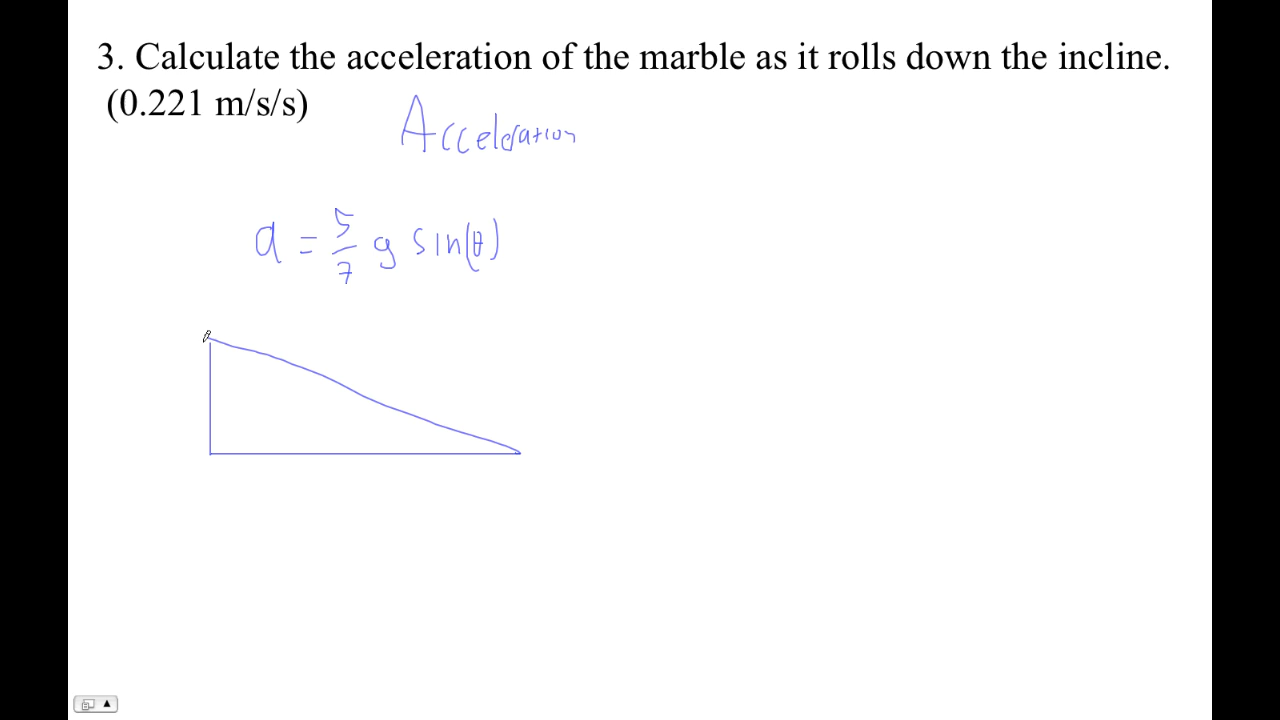 3. Calculate the acceleration of the marble as it rolls down the incline.
(0.221 m/s/s)
Acceleration
a = 5/7 g sin(θ)